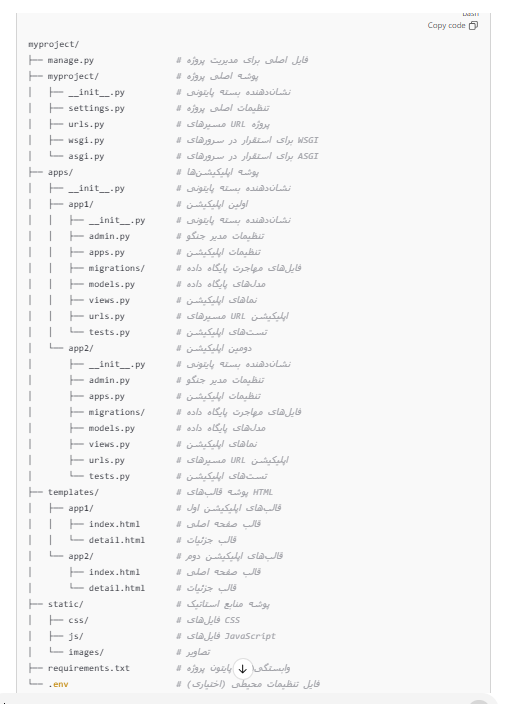 bash
Copy code
myproject/
├── manage.py # فایل اصلی برای مدیریت پروژه
├── myproject/ # پوشه اصلی پروژه
│   ├── __init__.py # نشان‌دهنده بسته پایتونی
│   ├── settings.py # تنظیمات اصلی پروژه
│   ├── urls.py # مسیرهای URL پروژه
│   ├── wsgi.py # برای استقرار در سرورهای WSGI
│   └── asgi.py # برای استقرار در سرورهای ASGI
├── apps/ # پوشه اپلیکیشن‌ها
│   ├── __init__.py # نشان‌دهنده بسته پایتونی
│   ├── app1/ # اولین اپلیکیشن
│   │   ├── __init__.py # نشان‌دهنده بسته پایتونی
│   │   ├── admin.py # تنظیمات مدیر جنگو
│   │   ├── apps.py # تنظیمات اپلیکیشن
│   │   ├── migrations/ # فایل‌های مهاجرت پایگاه داده
│   │   ├── models.py # مدل‌های پایگاه داده
│   │   ├── views.py # نماهای اپلیکیشن
│   │   ├── urls.py # مسیرهای URL اپلیکیشن
│   │   └── tests.py # تست‌های اپلیکیشن
│   └── app2/ # دومین اپلیکیشن
│       ├── __init__.py # نشان‌دهنده بسته پایتونی
│       ├── admin.py # تنظیمات مدیر جنگو
│       ├── apps.py # تنظیمات اپلیکیشن
│       ├── migrations/ # فایل‌های مهاجرت پایگاه داده
│       ├── models.py # مدل‌های پایگاه داده
│       ├── views.py # نماهای اپلیکیشن
│       ├── urls.py # مسیرهای URL اپلیکیشن
│       └── tests.py # تست‌های اپلیکیشن
├── templates/ # پوشه قالب‌های HTML
│   ├── app1/ # قالب‌های اپلیکیشن اول
│   │   ├── index.html # قالب صفحه اصلی
│   │   └── detail.html # قالب جزئیات
│   └── app2/ # قالب‌های اپلیکیشن دوم
│       ├── index.html # قالب صفحه اصلی
│       └── detail.html # قالب جزئیات
├── static/ # پوشه منابع استاتیک
│   ├── css/ # فایل‌های CSS
│   ├── js/ # فایل‌های JavaScript
│   └── images/ # تصاویر
├── requirements.txt # پایتون پروژه
└── .env # فایل تنظیمات محیطی (اختیاری)